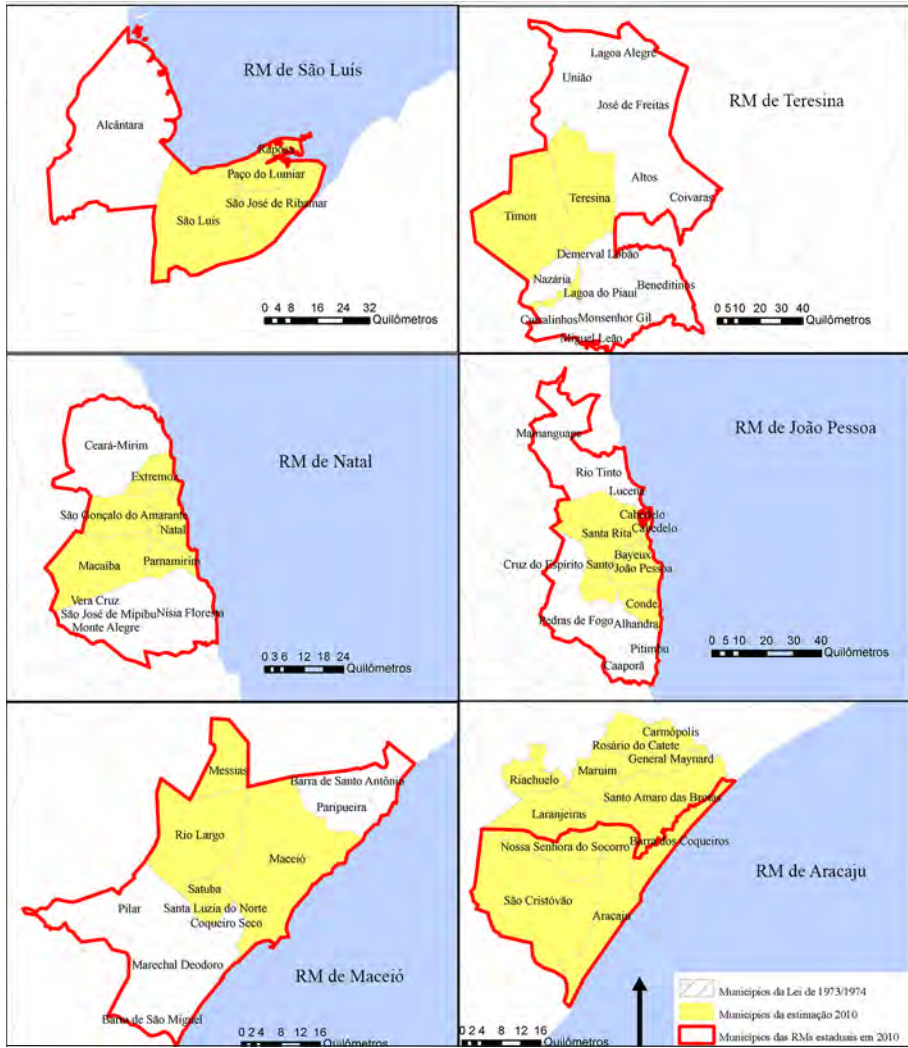 RM de São Luís
Alcântara
Raposa
Paço do Lumiar
São José de Ribamar
São Luís
0 4 8 16 24 32
Quilômetros
RM de Teresina
Lagoa Alegre
União
José de Freitas
Altos
Coivaras
Teresina
Timon
Demerval Lobão
Nazária
Beneditinos
Lagoa do Piauí
Curralinhos
Monsenhor Gil
Miguel Leão
0 5 10 20 30 40
Quilômetros
RM de Natal
Ceará-Mirim
Extremoz
São Gonçalo do Amarante
Natal
Macaíba
Parnamirim
Vera Cruz
São José de Mipibu
Nísia Floresta
Monte Alegre
0 3 6 12 18 24
Quilômetros
RM de João Pessoa
Mamanguape
Rio Tinto
Lucena
Cabedelo
Cabedelo
Santa Rita
Bayeux
Cruz do Espírito Santo
João Pessoa
Conde
Pedras de Fogo
Alhandra
Pitimbu
Caaporã
0 5 10 20 30 40
Quilômetros
Messias
Barra de Santo Antônio
Paripueira
Rio Largo
Maceió
Satuba
Pilar
Santa Luzia do Norte
Coqueiro Seco
Marechal Deodoro
RM de Maceió
Barra de São Miguel
0 2 4 8 12 16
Quilômetros
Carmópolis
Rosário do Catete
General Maynard
Maruim
Riachuelo
Santo Amaro das Brotas
Laranjeiras
Barra dos Coqueiros
Nossa Senhora do Socorro
RM de Aracaju
São Cristóvão
Aracaju
0 2 4 8 12 16
Quilômetros
Municípios da Lei de 1973/1974
Municípios da estimação 2010
Municípios das RMs estaduais em 2010